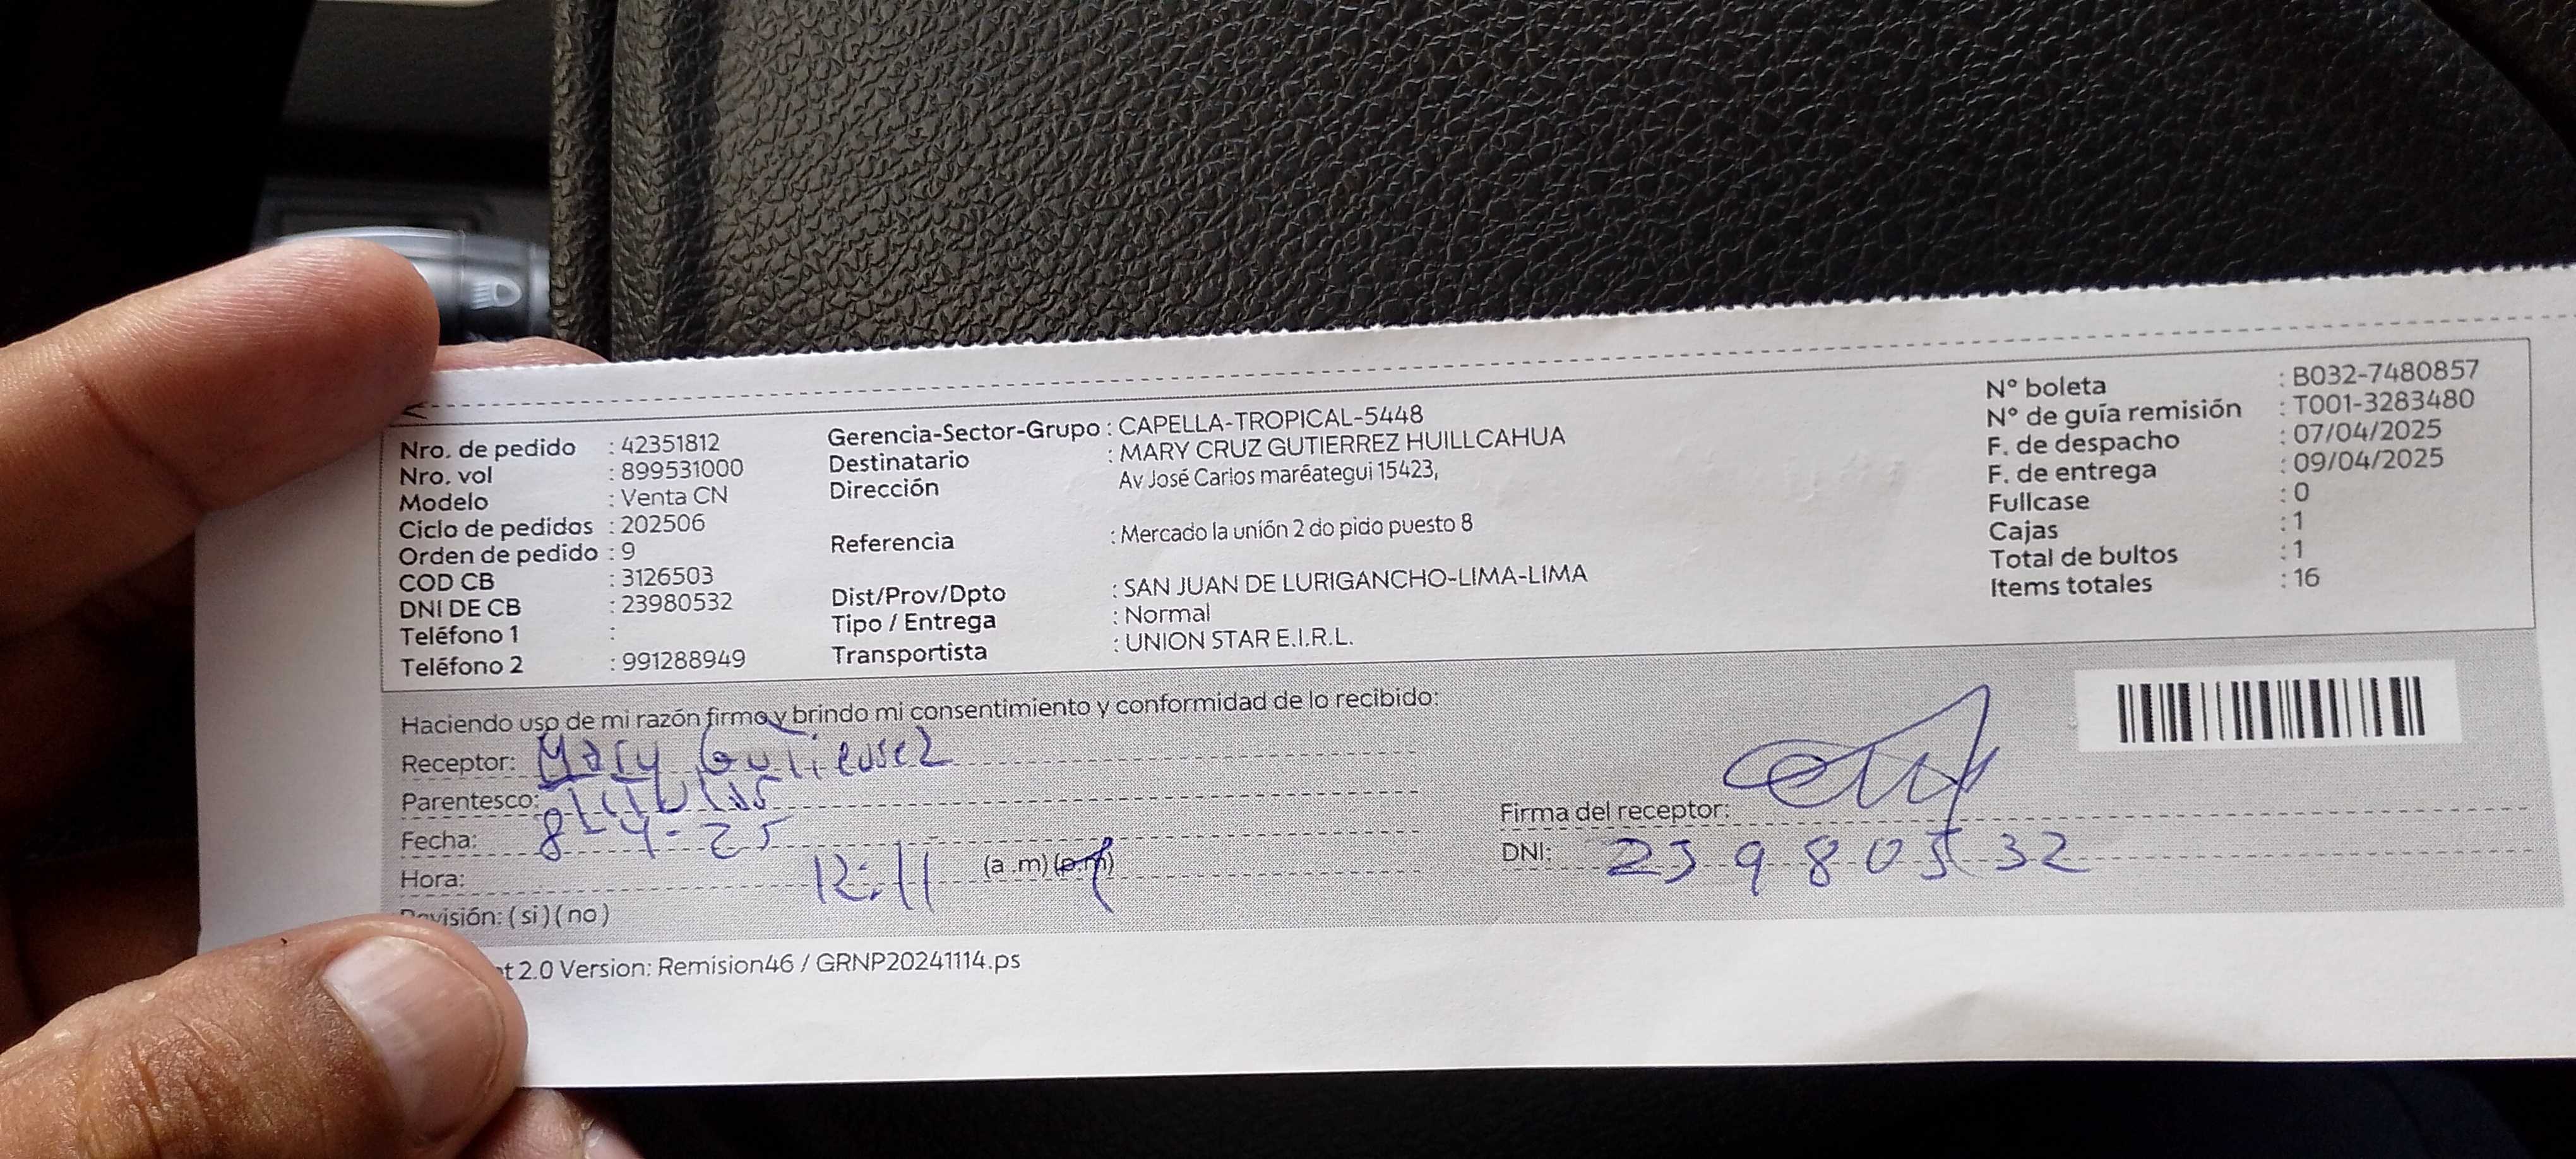 Nro. de pedido : 42351812
Nro. vol : 899531000
Modelo : Venta CN
Ciclo de pedidos : 202506
Orden de pedido : 9
COD CB : 3126503
DNI DE CB : 23980532
Teléfono 1 :
Teléfono 2 : 991288949
Gerencia-Sector-Grupo : CAPELLA-TROPICAL-5448
Destinatario : MARY CRUZ GUTIERREZ HUILLCAHUA
Dirección Av José Carlos maréategui 15423,
Referencia : Mercado la unión 2 do pido puesto 8
Dist/Prov/Dpto : SAN JUAN DE LURIGANCHO-LIMA-LIMA
Tipo / Entrega : Normal
Transportista : UNION STAR E.I.R.L.
N° boleta : B032-7480857
N° de guía remisión : T001-3283480
F. de despacho : 07/04/2025
F. de entrega : 09/04/2025
Fullcase : 0
Cajas : 1
Total de bultos : 1
Items totales : 16
Haciendo uso de mi razón firmo y brindo mi consentimiento y conformidad de lo recibido:
Receptor: Mary
Parentesco:
Fecha: 8-4-25
Hora: 12:11 (a.m) (p.m)
Revisión: ( si ) ( no )
Firma del receptor:
DNI: 23980532
2.0 Version: Remision46 / GRNP20241114.ps